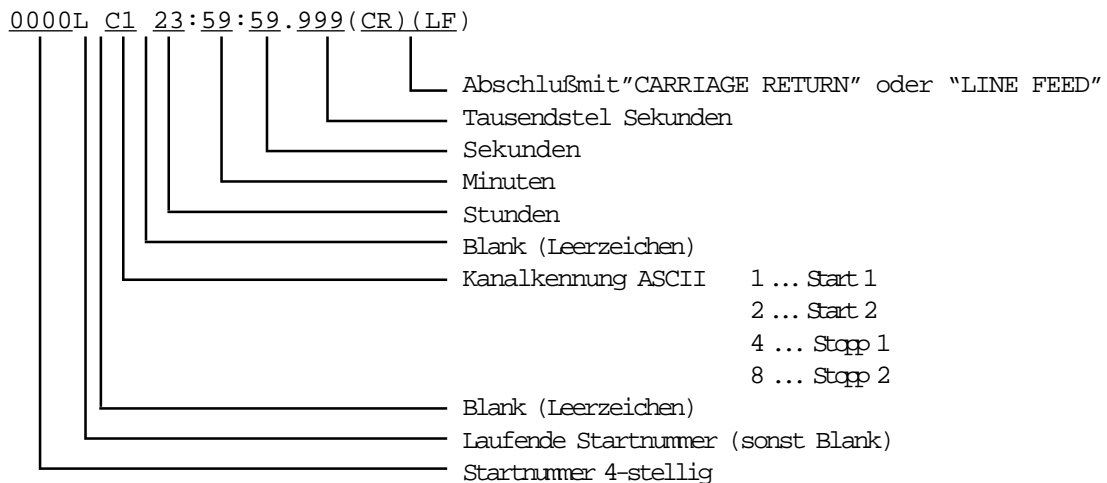 0000L C1 23:59:59.999(CR)(LF)
Abschlußmit"CARRIAGE RETURN" oder "LINE FEED"
Tausendstel Sekunden
Sekunden
Minuten
Stunden
Blank (Leerzeichen)
Kanalkennung ASCII 1 ... Start 1
2 ... Start 2
4 ... Stopp 1
8 ... Stopp 2
Blank (Leerzeichen)
Laufende Startnummer (sonst Blank)
Startnummer 4-stellig